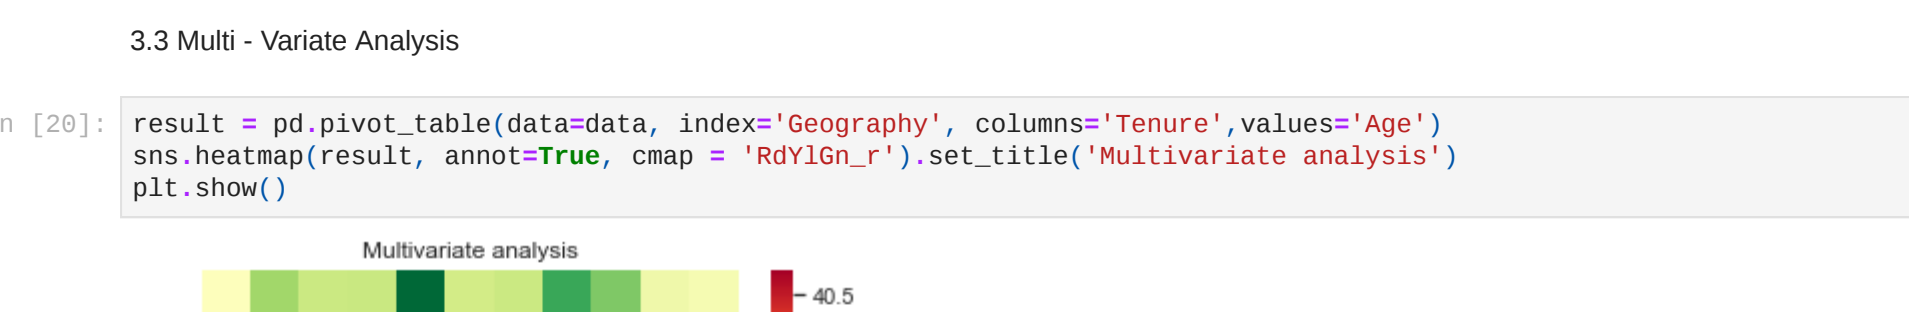 3.3 Multi - Variate Analysis
n [20]:
result = pd.pivot_table(data=data, index='Geography', columns='Tenure',values='Age')
sns.heatmap(result, annot=True, cmap = 'RdYlGn_r').set_title('Multivariate analysis')
plt.show()
Multivariate analysis
40.5